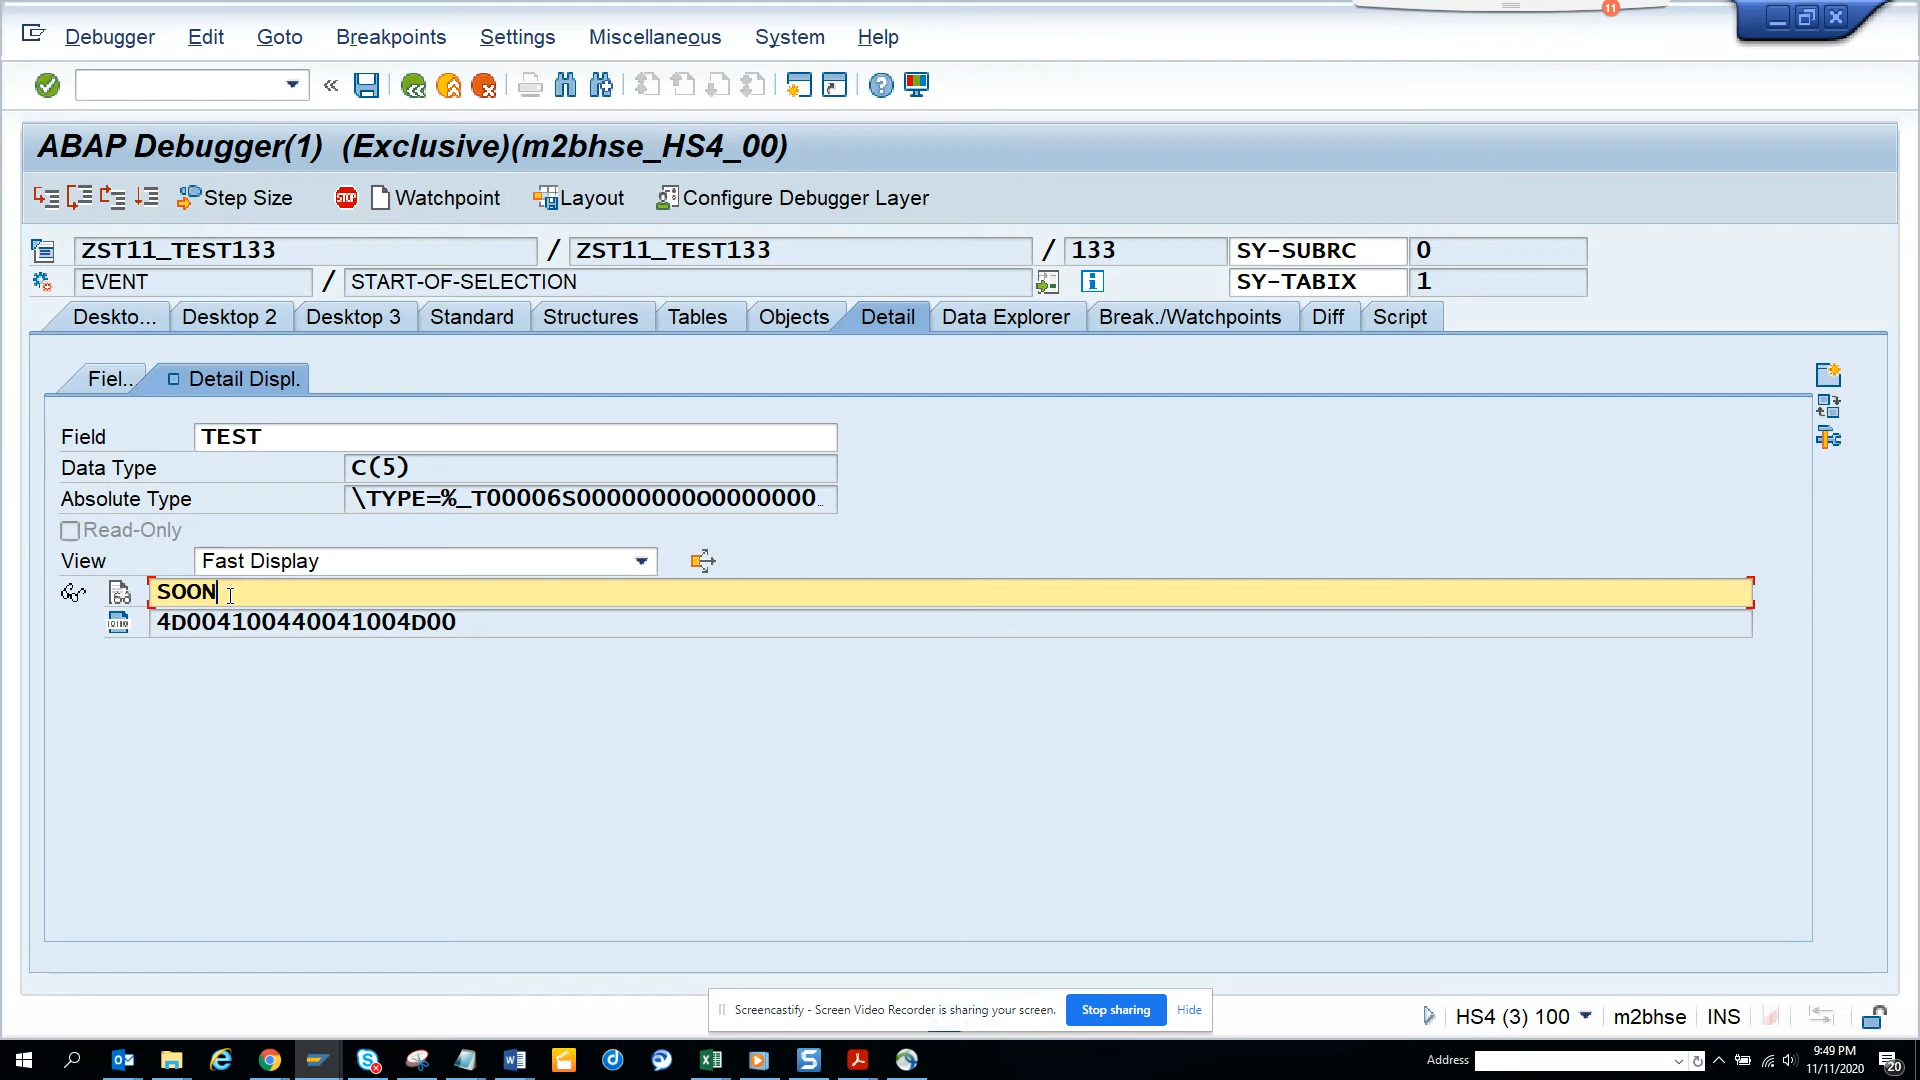 11
Debugger Edit Goto Breakpoints Settings Miscellaneous System Help
ABAP Debugger(1) (Exclusive)(m2bhse_HS4_00)
Step Size STOP Watchpoint Layout Configure Debugger Layer
ZST11_TEST133 / ZST11_TEST133 / 133 SY-SUBRC 0
EVENT / START-OF-SELECTION SY-TABIX 1
Deskto... Desktop 2 Desktop 3 Standard Structures Tables Objects Detail Data Explorer Break./Watchpoints Diff Script
Fiel.. Detail Displ.
Field TEST
Data Type C(5)
Absolute Type \TYPE=%_T00006S00000000O0000000...
Read-Only
View Fast Display
SOON
4D004100440041004D00
Screencastify - Screen Video Recorder is sharing your screen. Stop sharing Hide
HS4 (3) 100 m2bhse INS
Address 9:49 PM
11/11/2020
20